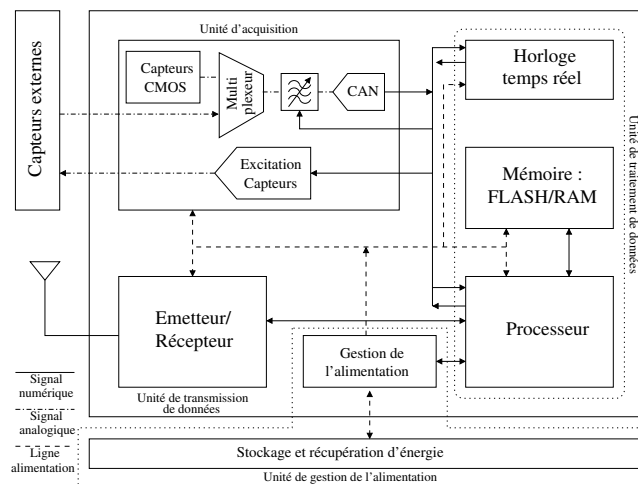 Unité d'acquisition
Capteurs externes
Capteurs
CMOS
Multi
plexeur
CAN
Excitation
Capteurs
Horloge
temps réel
Mémoire :
FLASH/RAM
Unité de traitement de
données
Emetteur/
Récepteur
Processeur
Gestion de
l'alimentation
Unité de transmission
de données
Signal
numérique
Signal
analogique
Ligne
alimentation
Stockage et récupération d'énergie
Unité de gestion de l'alimentation